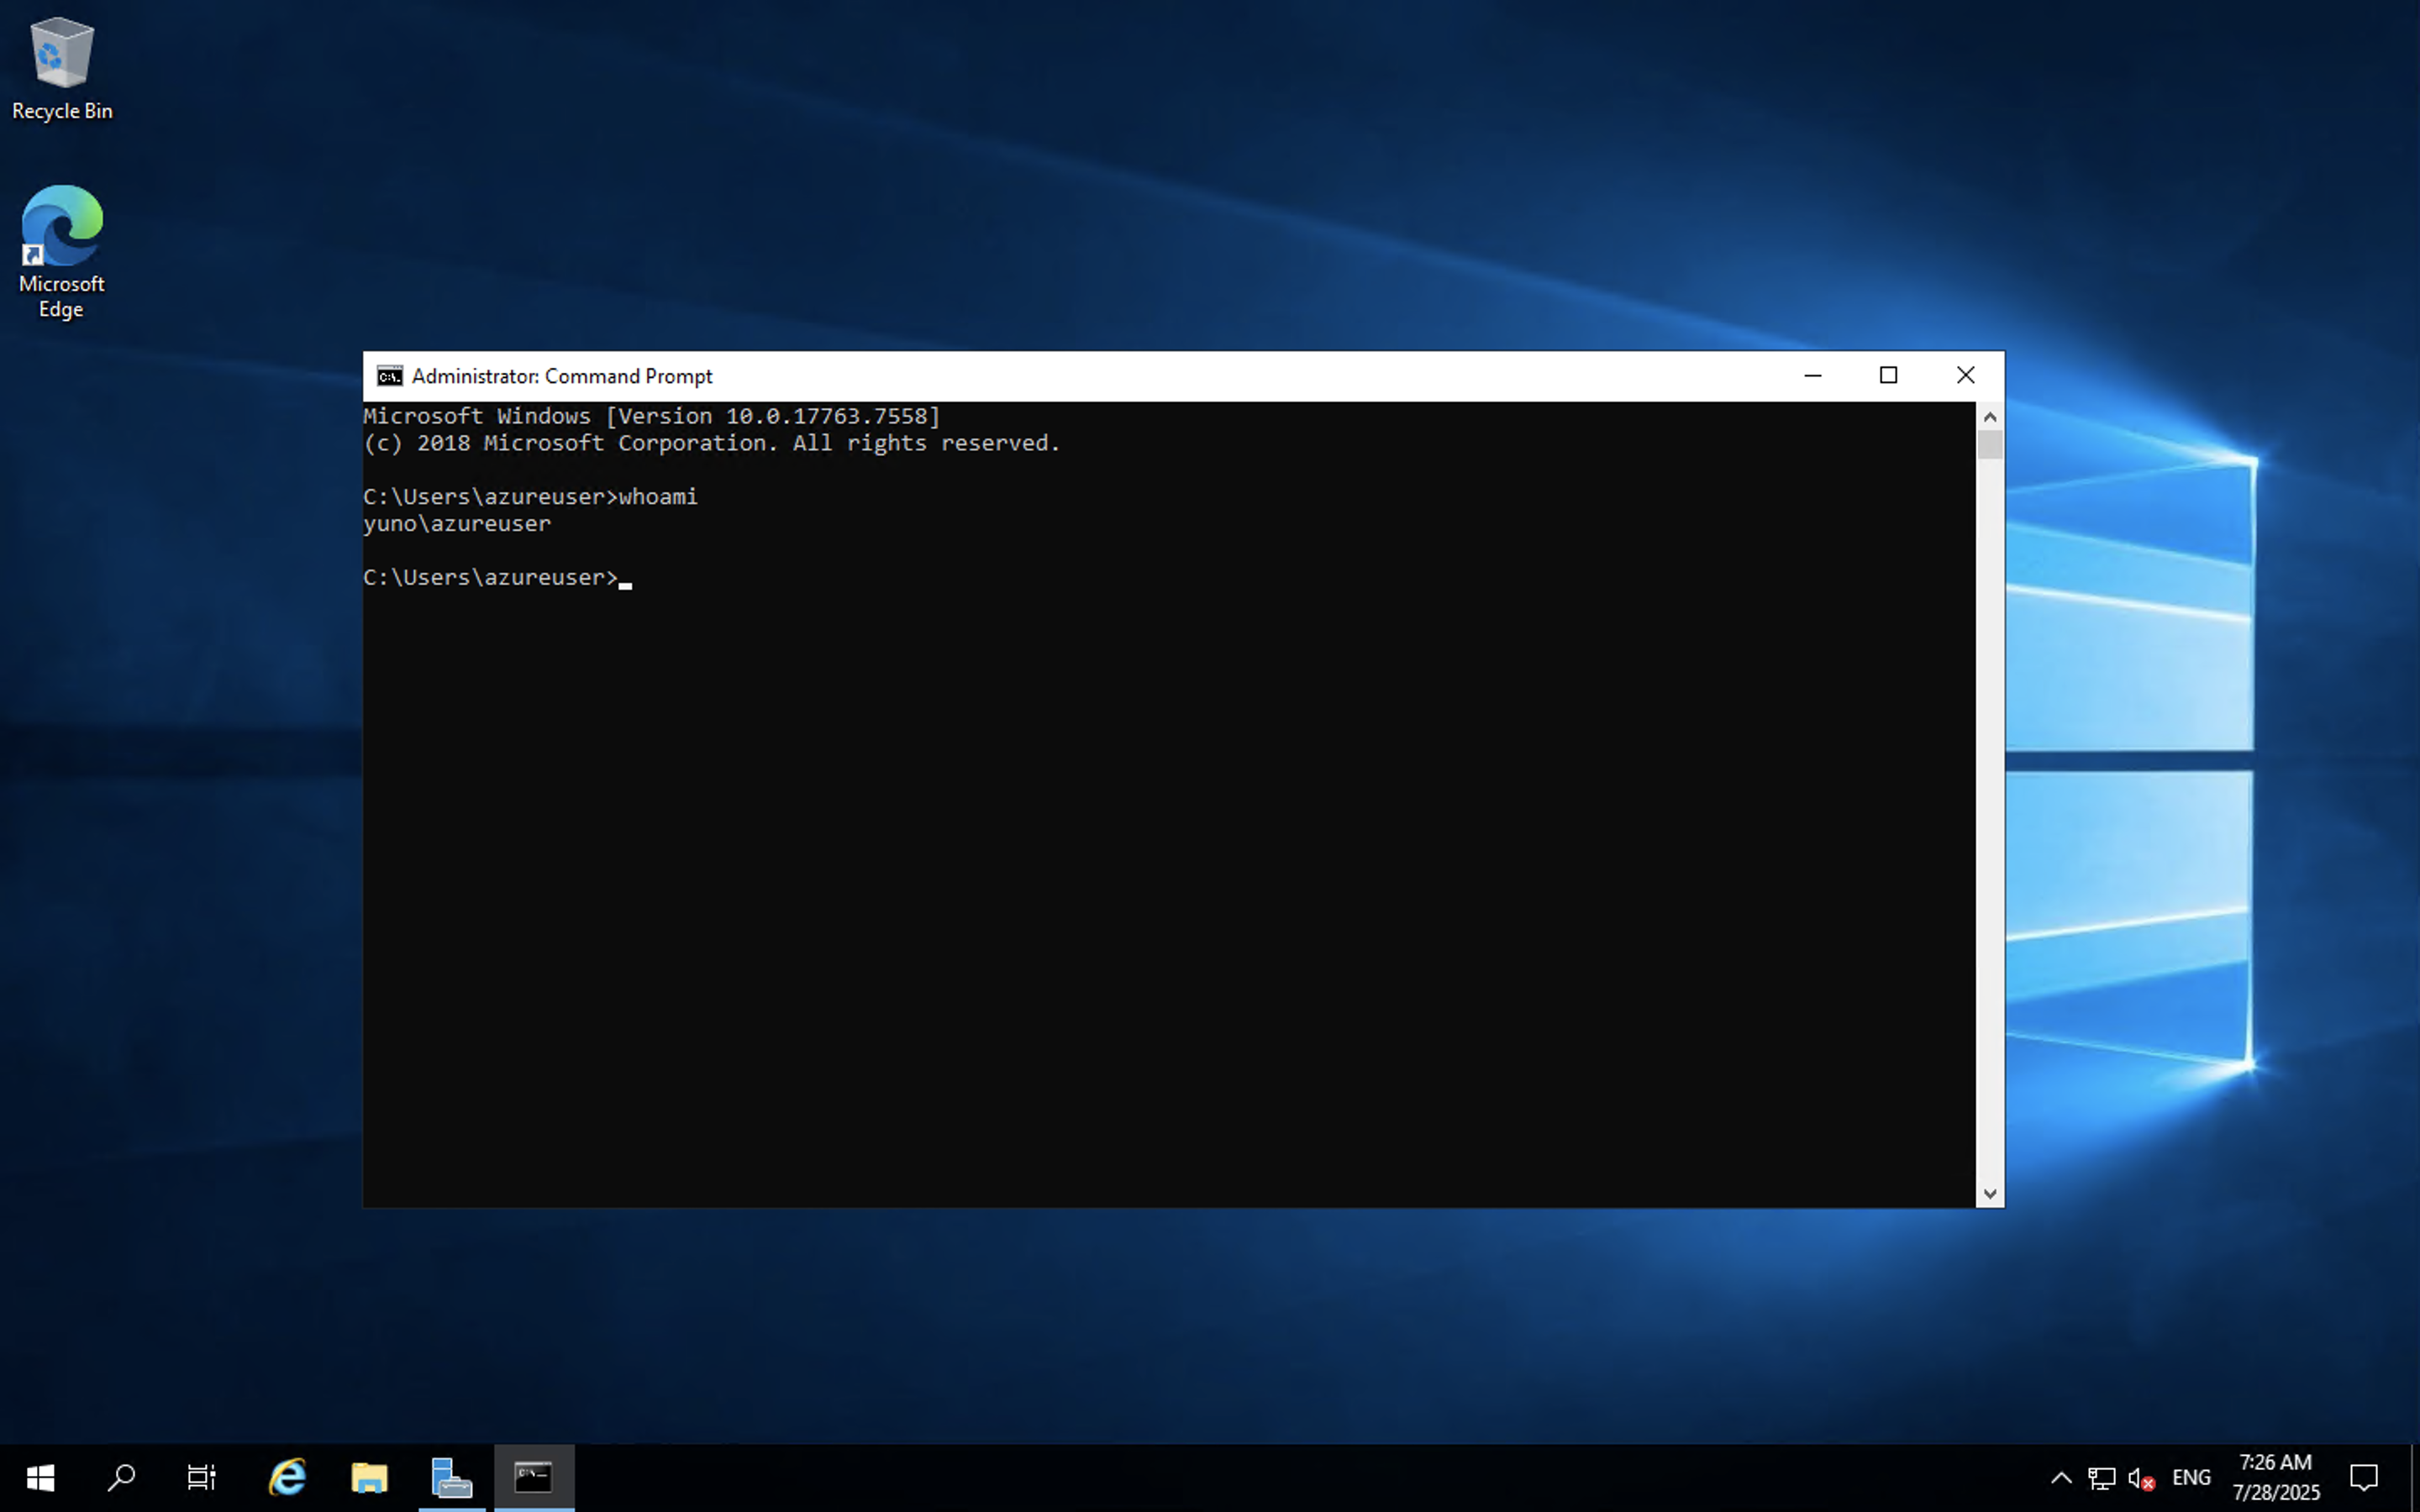 Recycle Bin
Microsoft
Edge
Administrator: Command Prompt
Microsoft Windows [Version 10.0.17763.7558]
(c) 2018 Microsoft Corporation. All rights reserved.
C:\Users\azureuser>whoami
yuno\azureuser
C:\Users\azureuser>
ENG
7:26 AM
7/28/2025